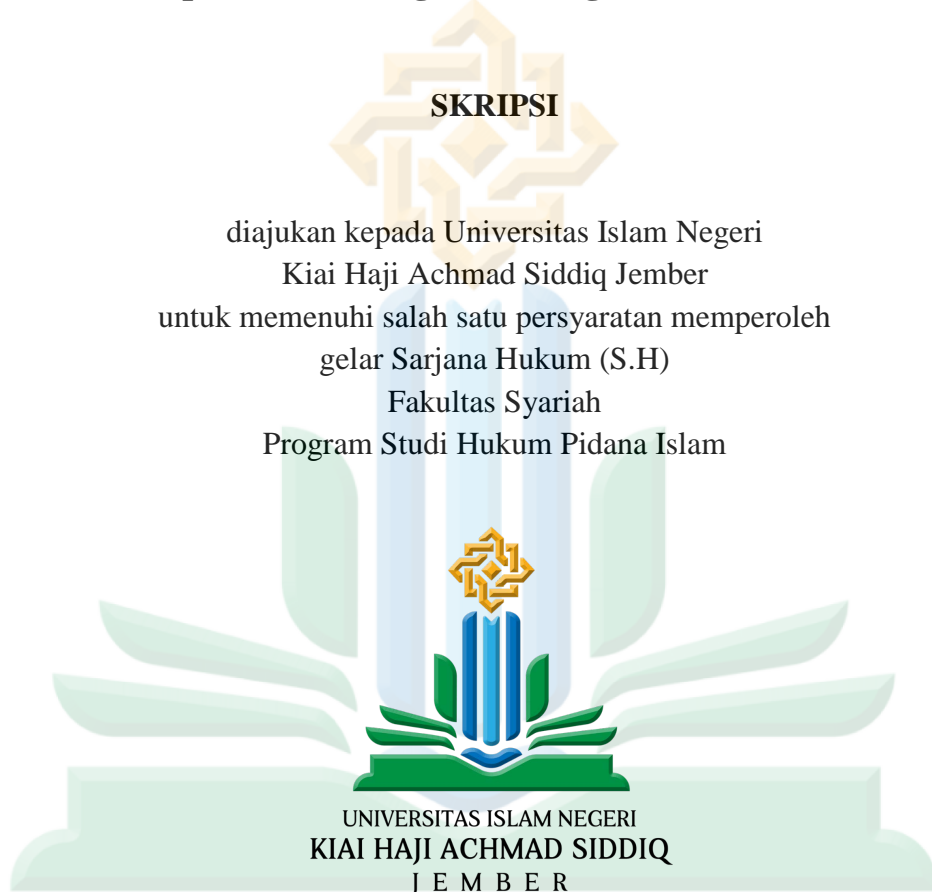 SKRIPSI
diajukan kepada Universitas Islam Negeri
Kiai Haji Achmad Siddiq Jember
untuk memenuhi salah satu persyaratan memperoleh
gelar Sarjana Hukum (S.H)
Fakultas Syariah
Program Studi Hukum Pidana Islam
UNIVERSITAS ISLAM NEGERI
KIAI HAJI ACHMAD SIDDIQ
J E M B E R